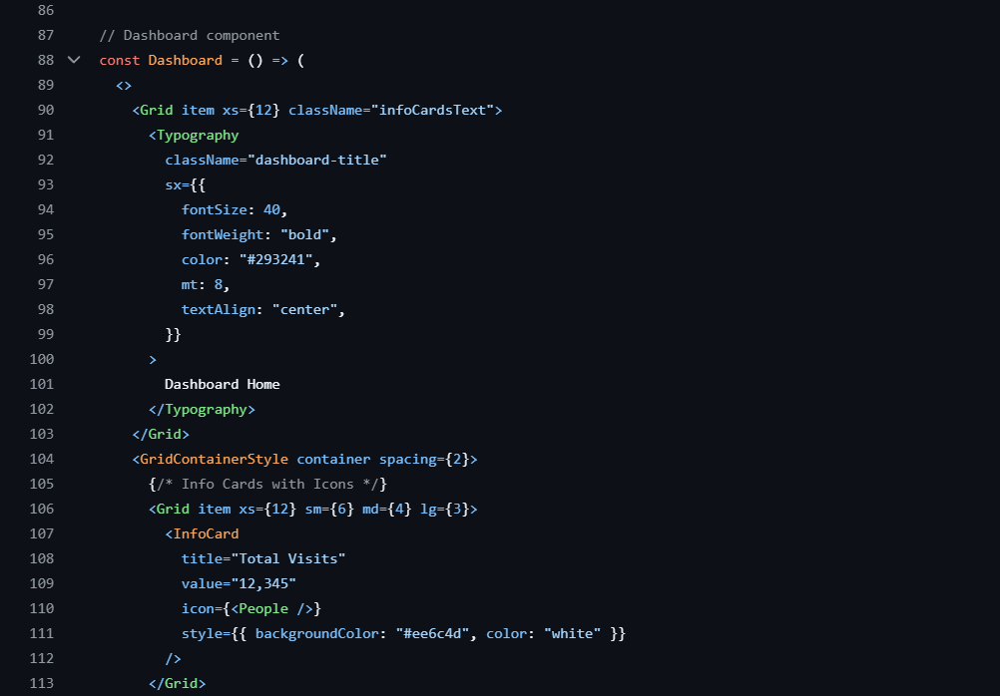 86
87 // Dashboard component
88 const Dashboard = () => (
89 <>
90 <Grid item xs={12} className="infoCardsText">
91 <Typography
92 className="dashboard-title"
93 sx={{
94 fontSize: 40,
95 fontWeight: "bold",
96 color: "#293241",
97 mt: 8,
98 textAlign: "center",
99 }}
100 >
101 Dashboard Home
102 </Typography>
103 </Grid>
104 <GridContainerStyle container spacing={2}>
105 {/* Info Cards with Icons */}
106 <Grid item xs={12} sm={6} md={4} lg={3}>
107 <InfoCard
108 title="Total Visits"
109 value="12,345"
110 icon={<People />}
111 style={{ backgroundColor: "#ee6c4d", color: "white" }}
112 />
113 </Grid>